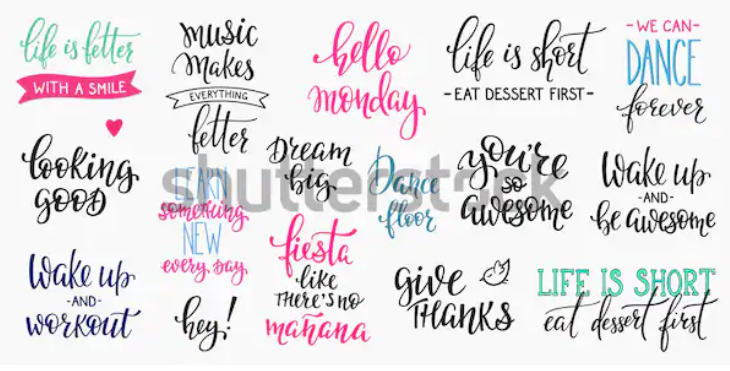 life is fetter
WITH A SMILE
music
makes
EVERYTHING
fetter
hello
monday
life is short
- EAT DESSERT FIRST -
- WE CAN -
DANCE
forever
looking
good
LEARN
something
NEW
every day
Dream
big
Dance
floor
you're
so
awesome
Wake up
- AND -
be awesome
Wake up
- AND -
workout
hey!
fiesta
like
THERE'S NO
mañana
give
THANKS
LIFE IS SHORT
eat dessert first
shutterstock